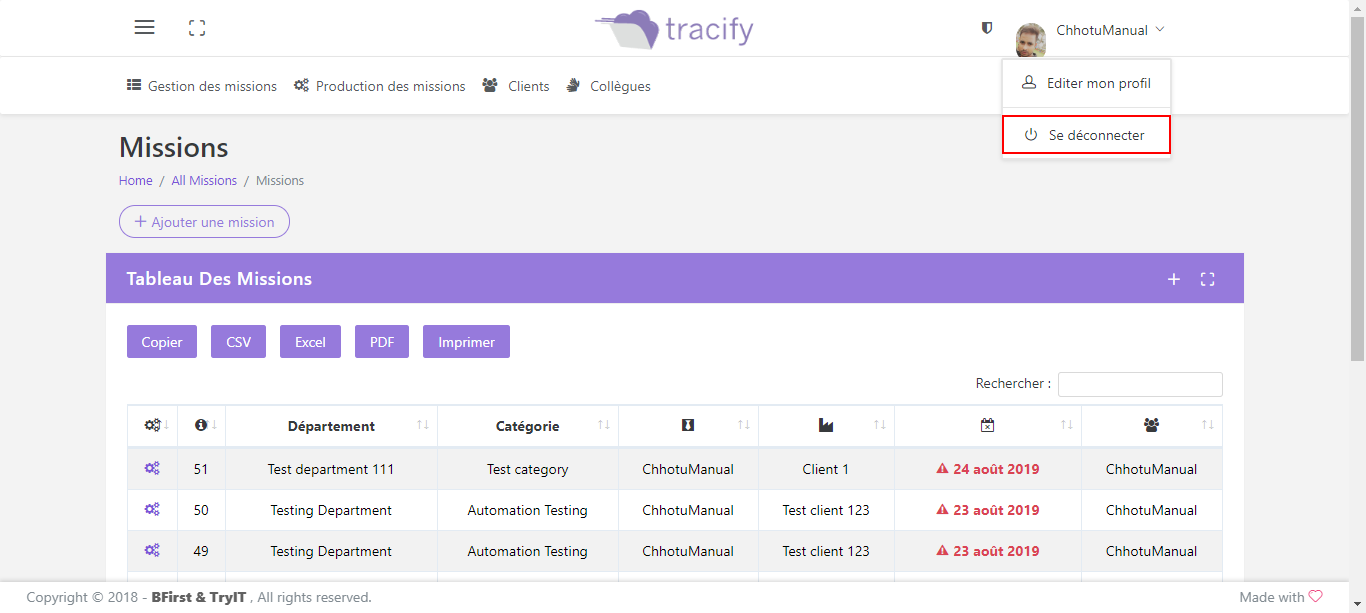 tracify
ChhotuManual
Gestion des missions Production des missions Clients Collègues
Editer mon profil
Se déconnecter
Missions
Home / All Missions / Missions
+ Ajouter une mission
Tableau Des Missions
Copier CSV Excel PDF Imprimer
Rechercher :
Département Catégorie
51 Test department 111 Test category ChhotuManual Client 1 24 août 2019 ChhotuManual
50 Testing Department Automation Testing ChhotuManual Test client 123 23 août 2019 ChhotuManual
49 Testing Department Automation Testing ChhotuManual Test client 123 23 août 2019 ChhotuManual
Copyright © 2018 - BFirst & TryIT , All rights reserved. Made with